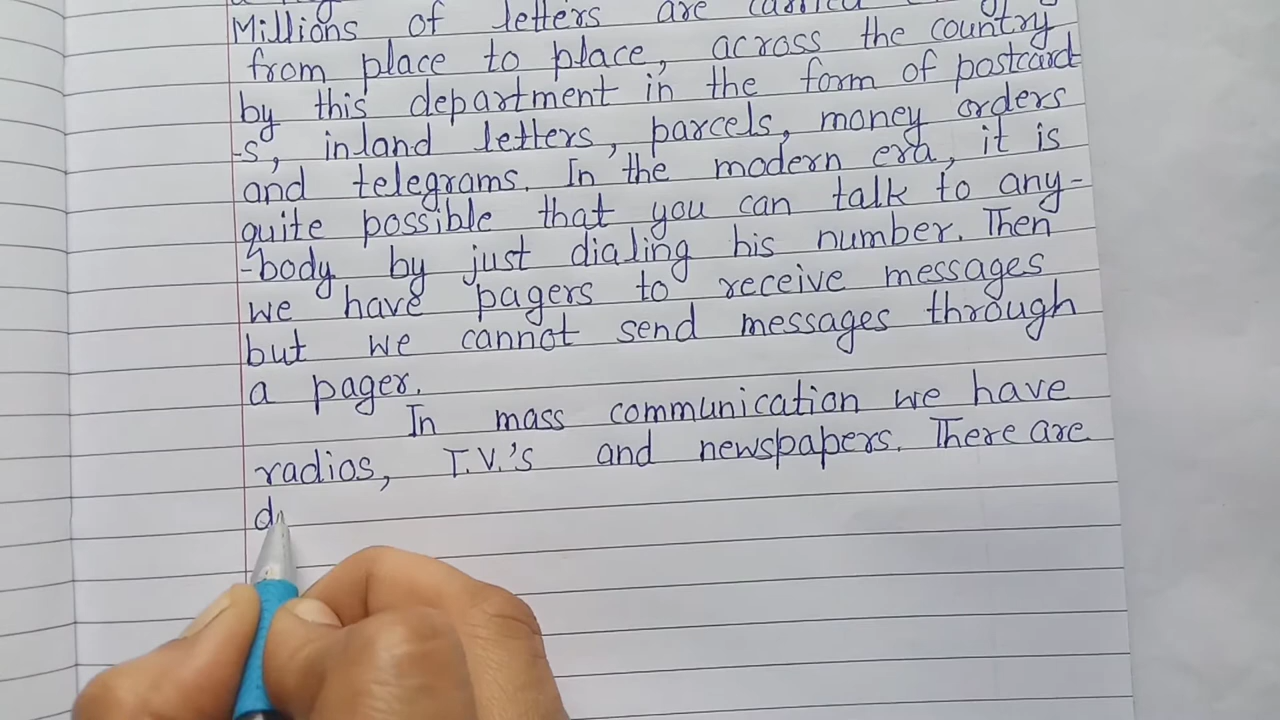 Millions of letters are carried
from place to place, across the country
by this department in the form of postcard
-s, inland letters, parcels, money orders
and telegrams. In the modern era, it is
quite possible that you can talk to any-
-body by just dialing his number. Then
we have pagers to receive messages
but we cannot send messages through
a pager.
In mass communication we have
radios, T.V.'s and newspapers. There are